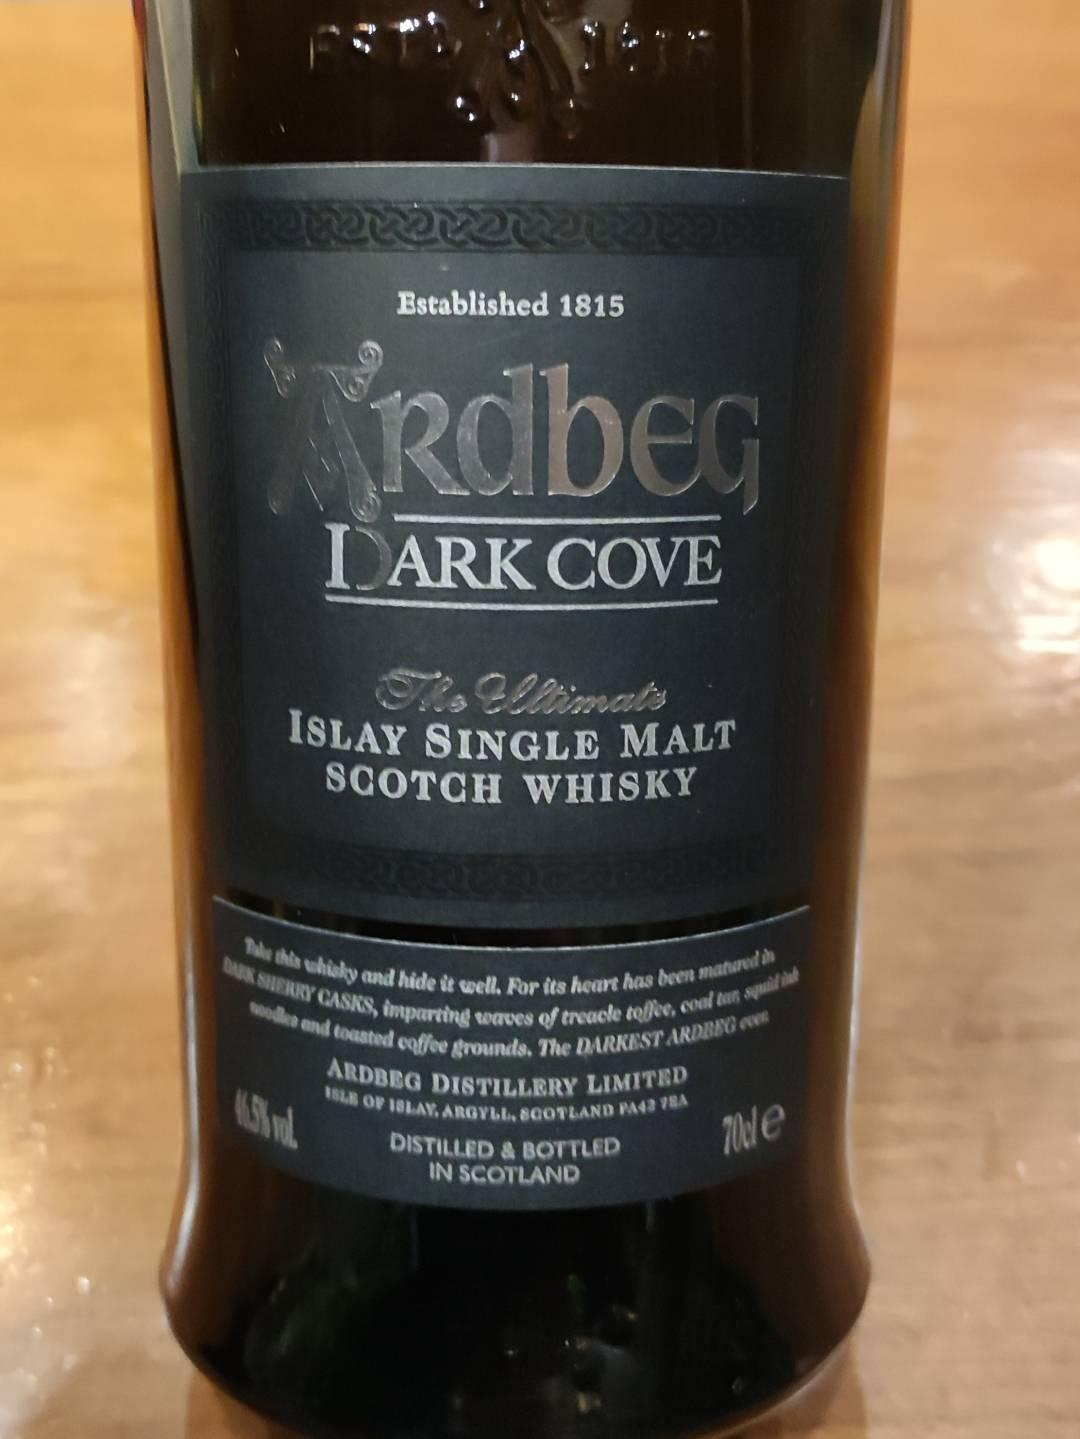 ESTD 1815
Established 1815
ARDBEG
DARK COVE
The Ultimate
ISLAY SINGLE MALT
SCOTCH WHISKY
Take this whisky and hide it well. For its heart has been matured in
DARK SHERRY CASKS, imparting waves of treacle toffee, coal tar, squid ink
noodles and toasted coffee grounds. The DARKEST ARDBEG ever.
ARDBEG DISTILLERY LIMITED
ISLE OF ISLAY, ARGYLL, SCOTLAND PA42 7EA
46.5% vol.
DISTILLED & BOTTLED
IN SCOTLAND
70cl e